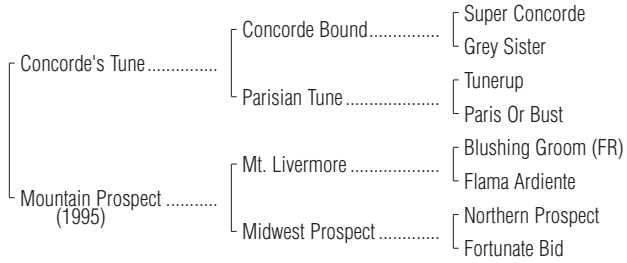 Super Concorde
Concorde Bound...............
Grey Sister
Concorde's Tune...............
Tunerup
Parisian Tune ....................
Paris Or Bust
Blushing Groom (FR)
Mt. Livermore ....................
Flama Ardiente
Mountain Prospect ...........
(1995)
Northern Prospect
Midwest Prospect .............
Fortunate Bid